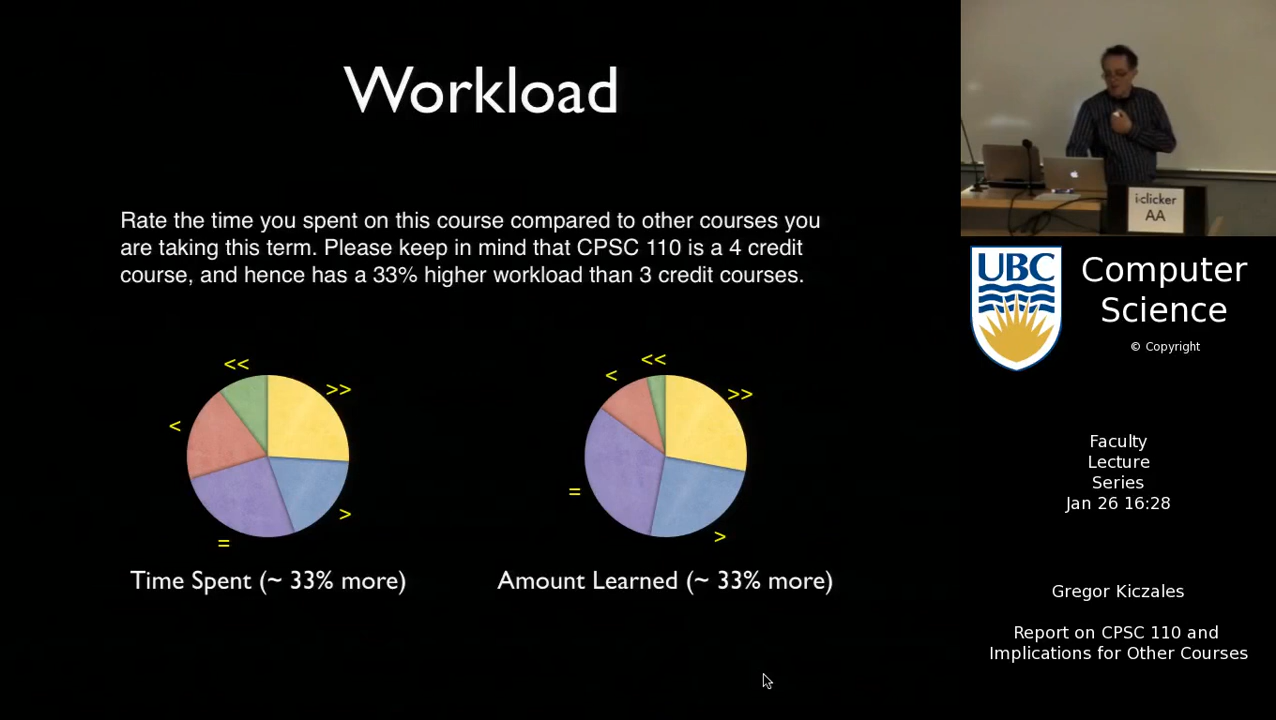 Workload
Rate the time you spent on this course compared to other courses you
are taking this term. Please keep in mind that CPSC 110 is a 4 credit
course, and hence has a 33% higher workload than 3 credit courses.
<<
>>
<
>
=
Time Spent (~ 33% more)
<<
<
>>
=
>
Amount Learned (~ 33% more)
i-clicker
AA
UBC
Computer
Science
© Copyright
Faculty
Lecture
Series
Jan 26 16:28
Gregor Kiczales
Report on CPSC 110 and
Implications for Other Courses